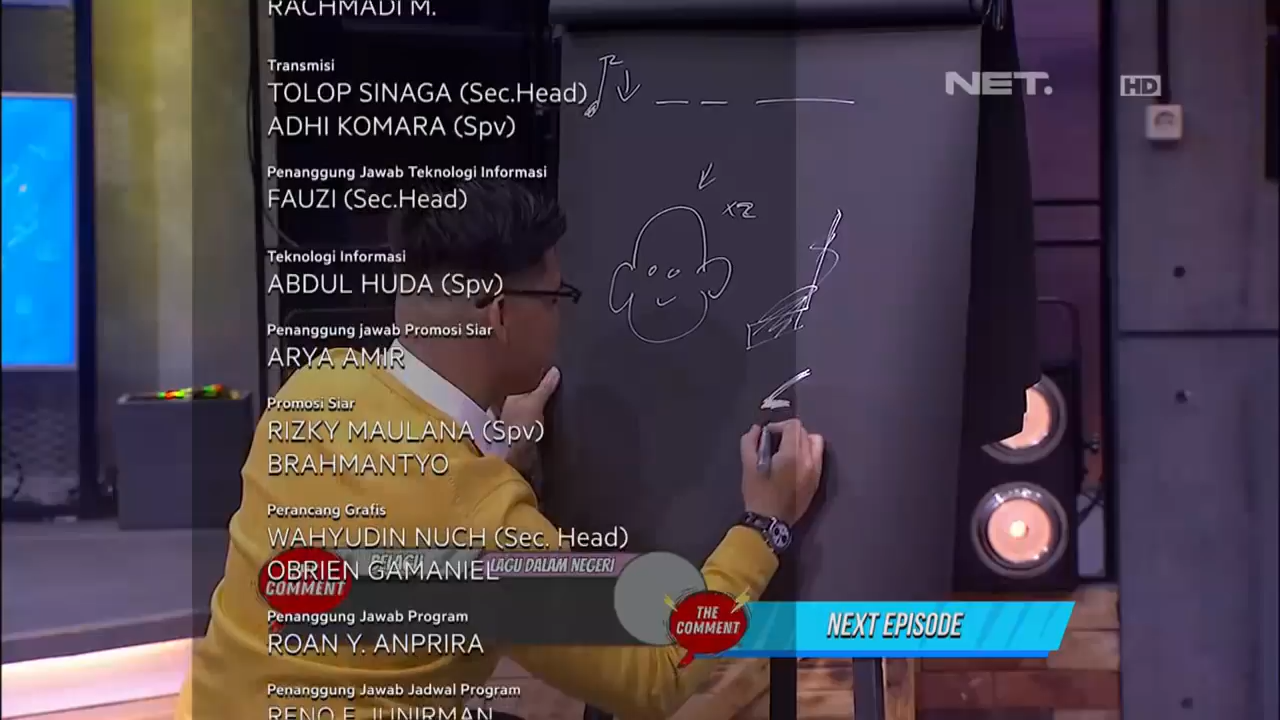 RACHMADI M.
Transmisi
TOLOP SINAGA (Sec.Head)
ADHI KOMARA (Spv)
Penanggung Jawab Teknologi Informasi
FAUZI (Sec.Head)
Teknologi Informasi
ABDUL HUDA (Spv)
Penanggung jawab Promosi Siar
ARYA AMIR
Promosi Siar
RIZKY MAULANA (Spv)
BRAHMANTYO
Perancang Grafis
WAHYUDIN NUCH (Sec. Head)
OBRIEN GAMANIEL
Penanggung Jawab Program
ROAN Y. ANPRIRA
Penanggung Jawab Jadwal Program
RENO F. JUNIRMAN
NET.
HD
x2
COMMENT
BELAGU
LAGU DALAM NEGERI
THE
COMMENT
NEXT EPISODE